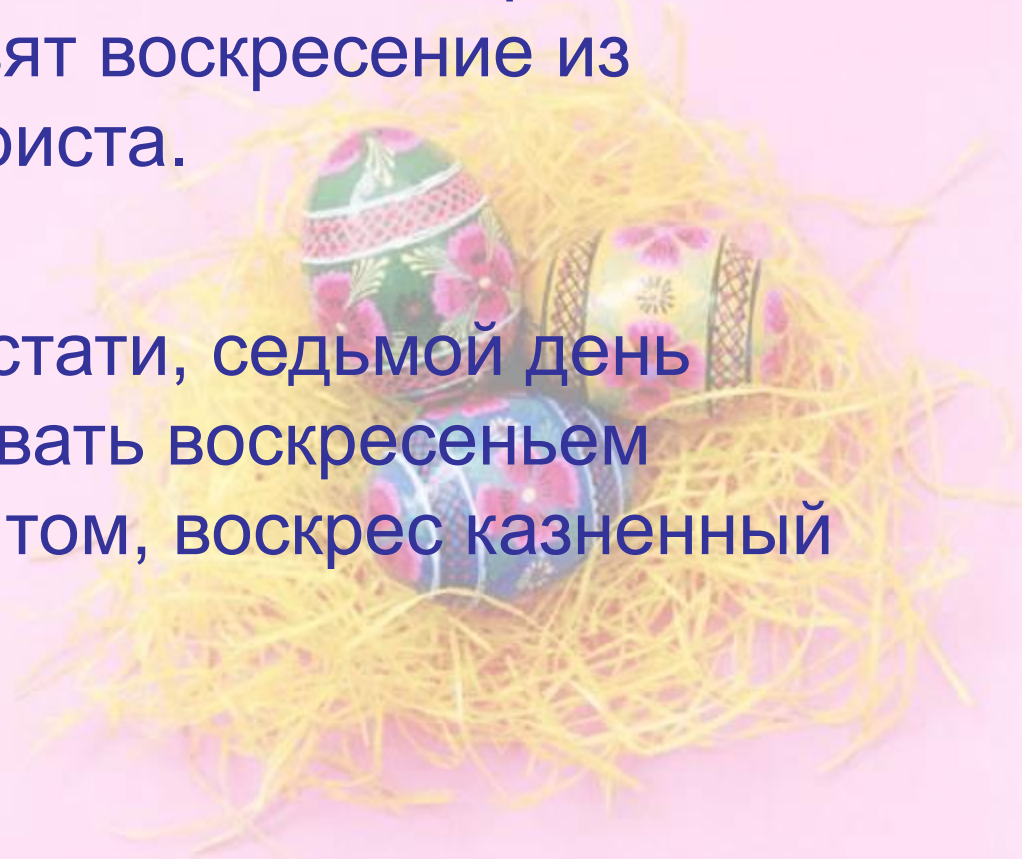 ят воскресение из
риста.
стати, седьмой день
вать воскресеньем
том, воскрес казненный